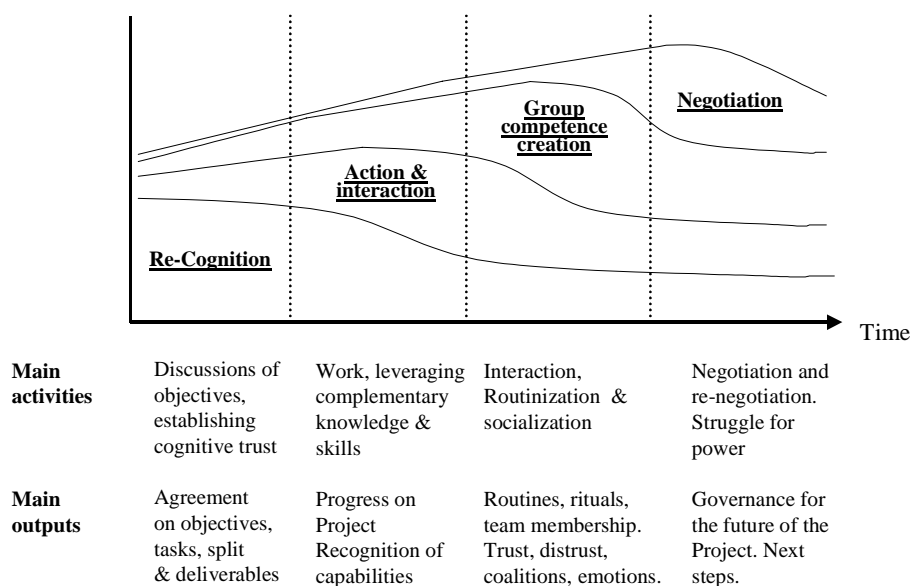 Negotiation
Group
competence
creation
Action &
interaction
Re-Cognition
Time
Main
activities
Discussions of
objectives,
establishing
cognitive trust
Work, leveraging
complementary
knowledge &
skills
Interaction,
Routinization &
socialization
Negotiation and
re-negotiation.
Struggle for
power
Main
outputs
Agreement
on objectives,
tasks, split
& deliverables
Progress on
Project
Recognition of
capabilities
Routines, rituals,
team membership.
Trust, distrust,
coalitions, emotions.
Governance for
the future of the
Project. Next
steps.